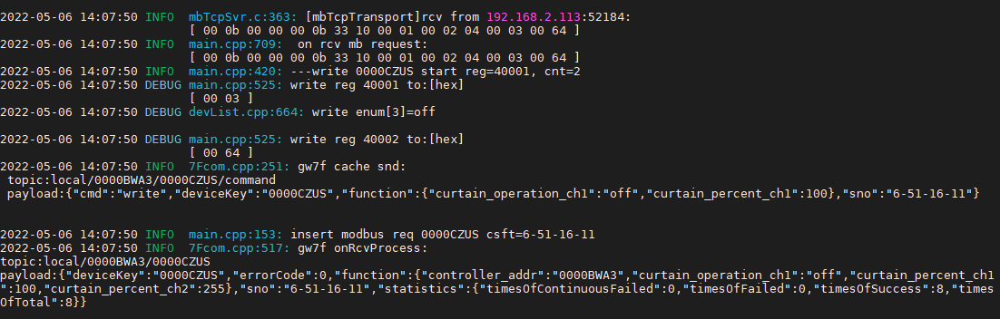 2022-05-06 14:07:50 INFO  mbTcpSvr.c:363: [mbTcpTransport]rcv from 192.168.2.113:52184:
[ 00 0b 00 00 00 0b 33 10 00 01 00 02 04 00 03 00 64 ]
2022-05-06 14:07:50 INFO  main.cpp:709:  on rcv mb request:
[ 00 0b 00 00 00 0b 33 10 00 01 00 02 04 00 03 00 64 ]
2022-05-06 14:07:50 INFO  main.cpp:420: ---write 0000CZUS start reg=40001, cnt=2
2022-05-06 14:07:50 DEBUG main.cpp:525: write reg 40001 to:[hex]
[ 00 03 ]
2022-05-06 14:07:50 DEBUG devList.cpp:664: write enum[3]=off
2022-05-06 14:07:50 DEBUG main.cpp:525: write reg 40002 to:[hex]
[ 00 64 ]
2022-05-06 14:07:50 INFO  7Fcom.cpp:251: gw7f cache snd:
topic:local/0000BWA3/0000CZUS/command
payload:{"cmd":"write","deviceKey":"0000CZUS","function":{"curtain_operation_ch1":"off","curtain_percent_ch1":100},"sno":"6-51-16-11"}
2022-05-06 14:07:50 INFO  main.cpp:153: insert modbus req 0000CZUS csft=6-51-16-11
2022-05-06 14:07:50 INFO  7Fcom.cpp:517: gw7f onRcvProcess:
topic:local/0000BWA3/0000CZUS
payload:{"deviceKey":"0000CZUS","errorCode":0,"function":{"controller_addr":"0000BWA3","curtain_operation_ch1":"off","curtain_percent_ch1
":100,"curtain_percent_ch2":255},"sno":"6-51-16-11","statistics":{"timesOfContinuousFailed":0,"timesOfFailed":0,"timesOfSuccess":8,"times
OfTotal":8}}